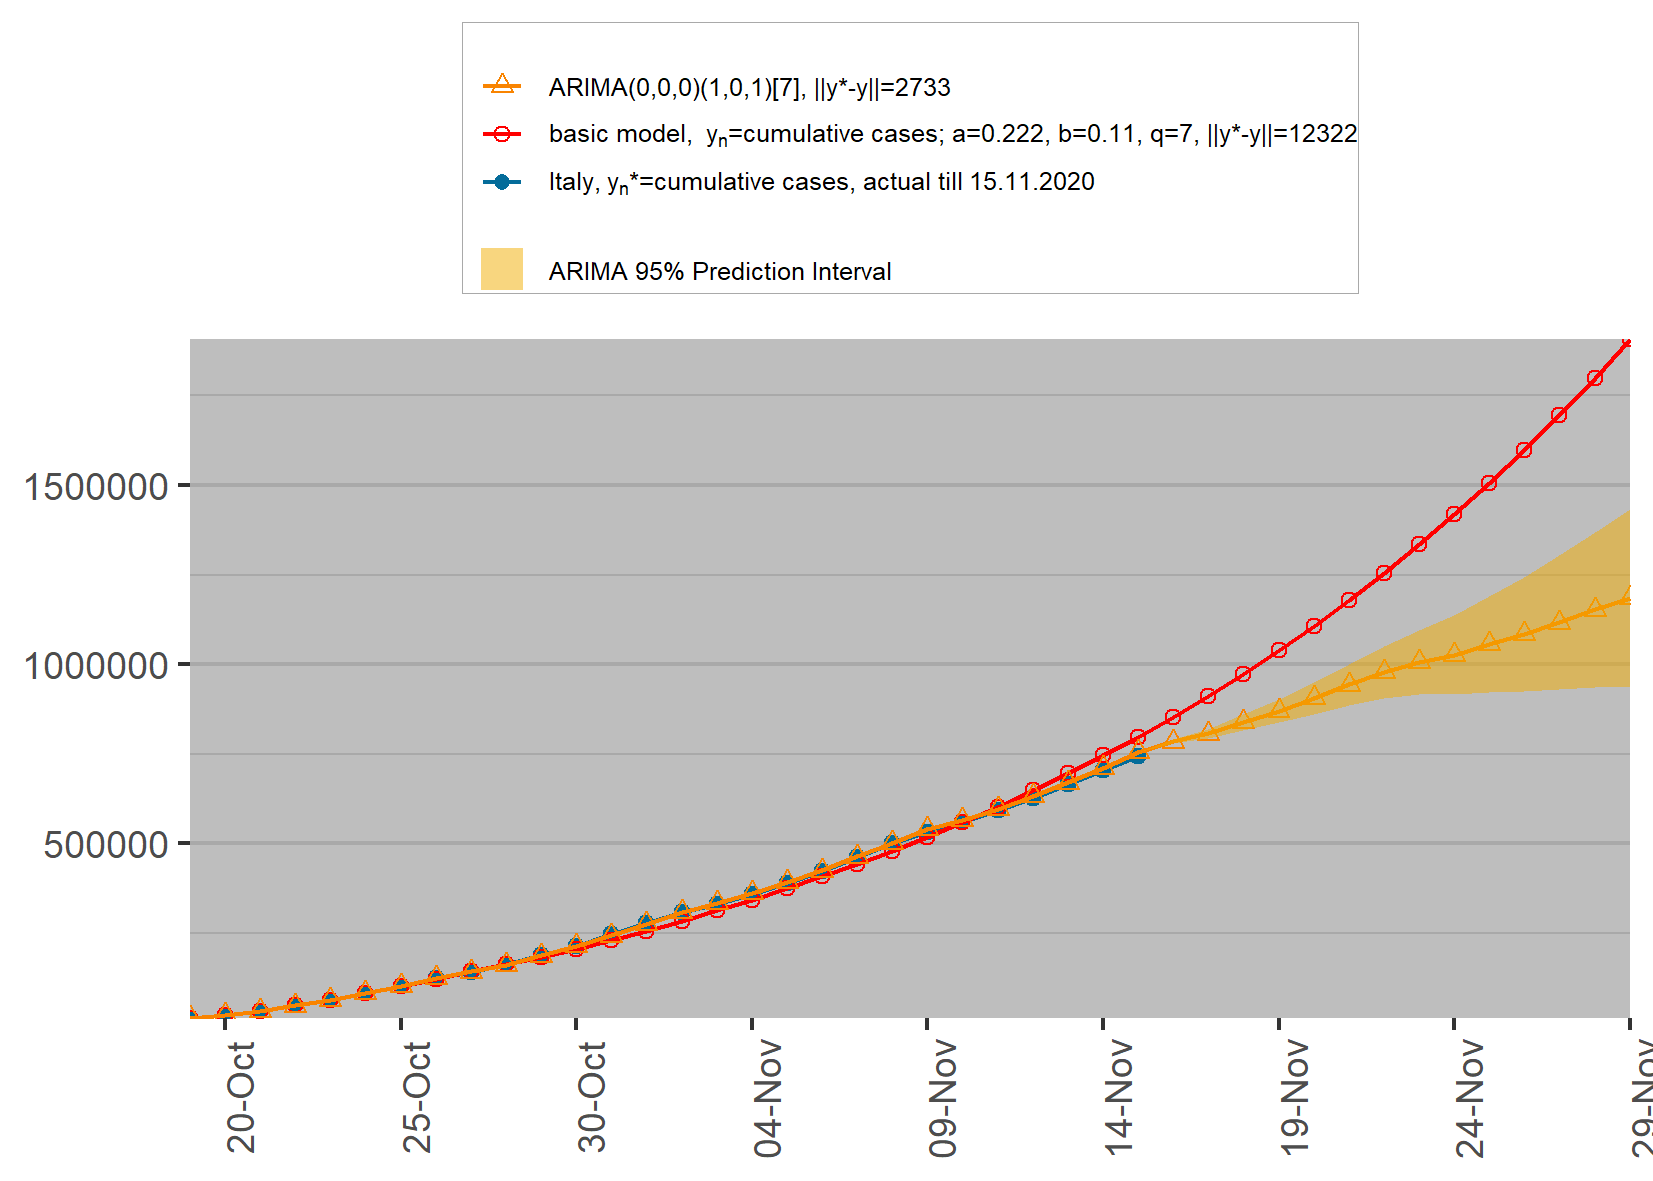 ARIMA(0,0,0)(1,0,1)[7], ||y*-y||=2733
basic model, yn=cumulative cases; a=0.222, b=0.11, q=7, ||y*-y||=12322
Italy, yn*=cumulative cases, actual till 15.11.2020
ARIMA 95% Prediction Interval
1500000
1000000
500000
20-Oct
25-Oct
30-Oct
04-Nov
09-Nov
14-Nov
19-Nov
24-Nov
29-Nov